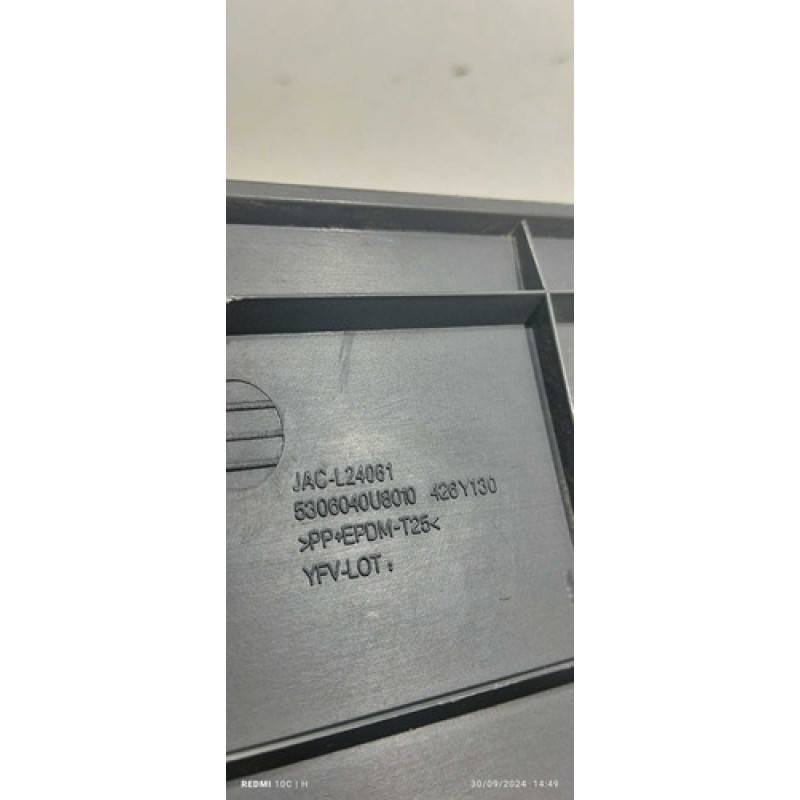 JAC-L24061
5306040U8010 426Y130
>PP+EPDM-T25<
YFV-LOT:
REDMI 10C | H
30/09/2024 14:49